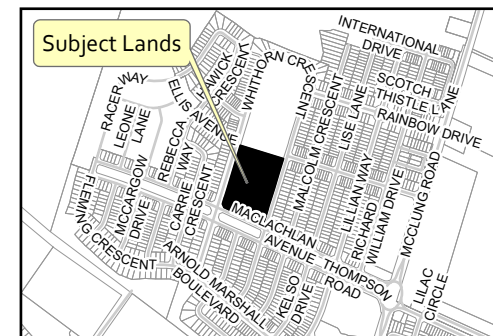 Subject Lands
INTERNATIONAL
DRIVE
SCOTCH
THISTLE LANE
RAINBOW DRIVE
WHITHORN CRESCENT
CRESCENT
RACER WAY
LEONE
LANE
ELLIS AVENUE
REBECCA
WAY
CARRIE
CRESCENT
MCCARGOW
DRIVE
FLEMING CRESCENT
MALCOLM CRESCENT
LISE LANE
LILLIAN WAY
RICHARD
WILLIAM DRIVE
MCCLUNG ROAD
MACLACHLAN
AVENUE
THOMPSON
ROAD
ARNOLD MARSHALL
BOULEVARD
KELSO
DRIVE
LILAC
CIRCLE